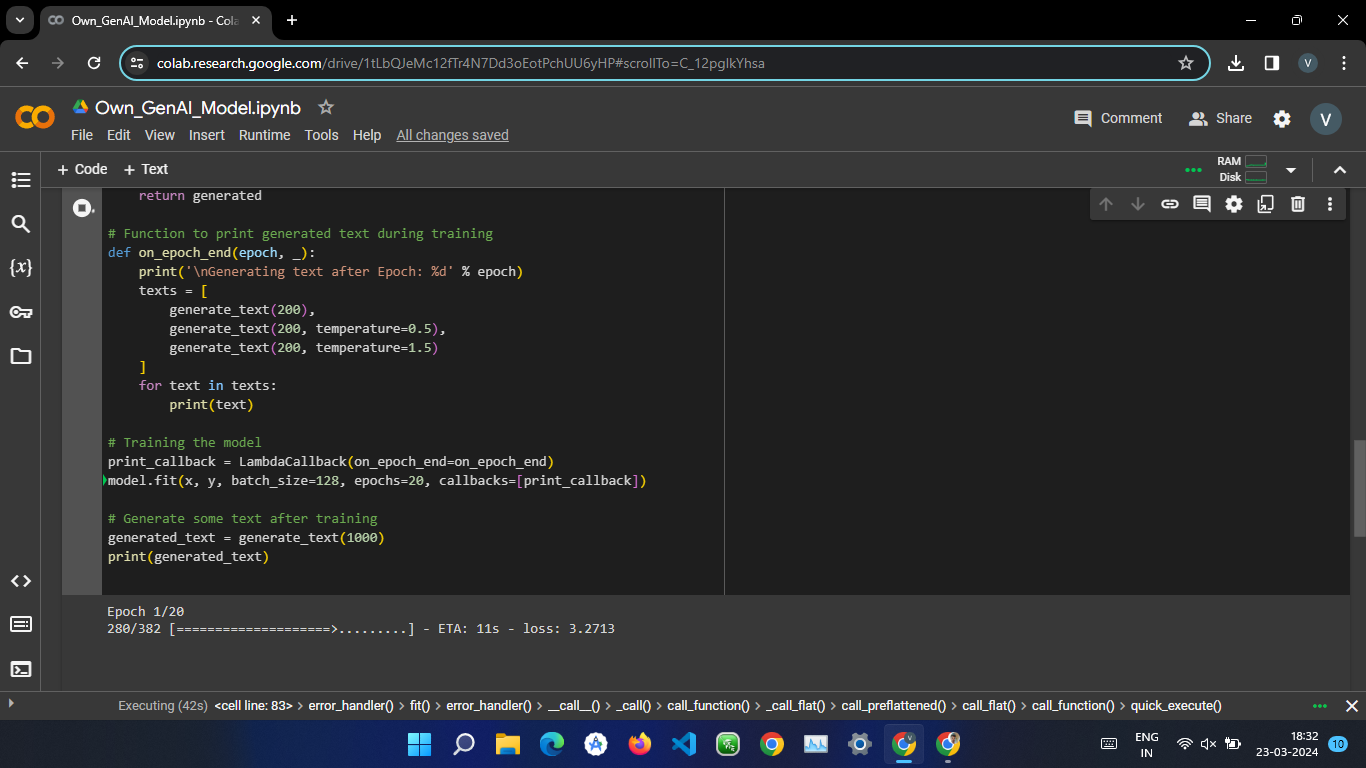 Own_GenAI_Model.ipynb - Cola
colab.research.google.com/drive/1tLbQJeMc12fTr4N7Dd3oEotPchUU6yHP#scrollTo=C_12pglkYhsa
V
Own_GenAI_Model.ipynb
File Edit View Insert Runtime Tools Help All changes saved
Comment Share V
+ Code + Text
RAM
Disk
return generated
# Function to print generated text during training
def on_epoch_end(epoch, _):
    print('\nGenerating text after Epoch: %d' % epoch)
    texts = [
        generate_text(200),
        generate_text(200, temperature=0.5),
        generate_text(200, temperature=1.5)
    ]
    for text in texts:
        print(text)
# Training the model
print_callback = LambdaCallback(on_epoch_end=on_epoch_end)
model.fit(x, y, batch_size=128, epochs=20, callbacks=[print_callback])
# Generate some text after training
generated_text = generate_text(1000)
print(generated_text)
Epoch 1/20
280/382 [====================>.........] - ETA: 11s - loss: 3.2713
Executing (42s) <cell line: 83> > error_handler() > fit() > error_handler() > __call__() > _call() > call_function() > _call_flat() > call_preflattened() > call_flat() > call_function() > quick_execute()
ENG
IN
18:32
23-03-2024
10